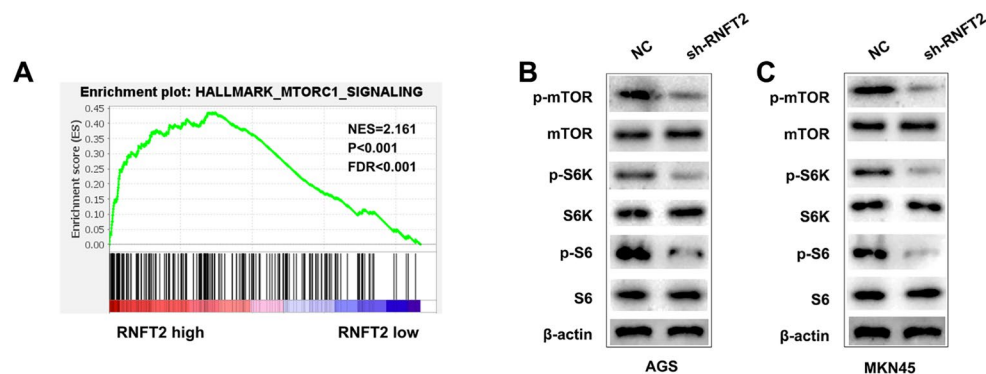 A
Enrichment plot: HALLMARK_MTORC1_SIGNALING
Enrichment score (ES)
0.45
0.40
0.35
0.30
0.25
0.20
0.15
0.10
0.05
0.00
NES=2.161
P<0.001
FDR<0.001
RNFT2 high RNFT2 low
B
NC sh-RNFT2
p-mTOR
mTOR
p-S6K
S6K
p-S6
S6
β-actin
AGS
C
NC sh-RNFT2
p-mTOR
mTOR
p-S6K
S6K
p-S6
S6
β-actin
MKN45